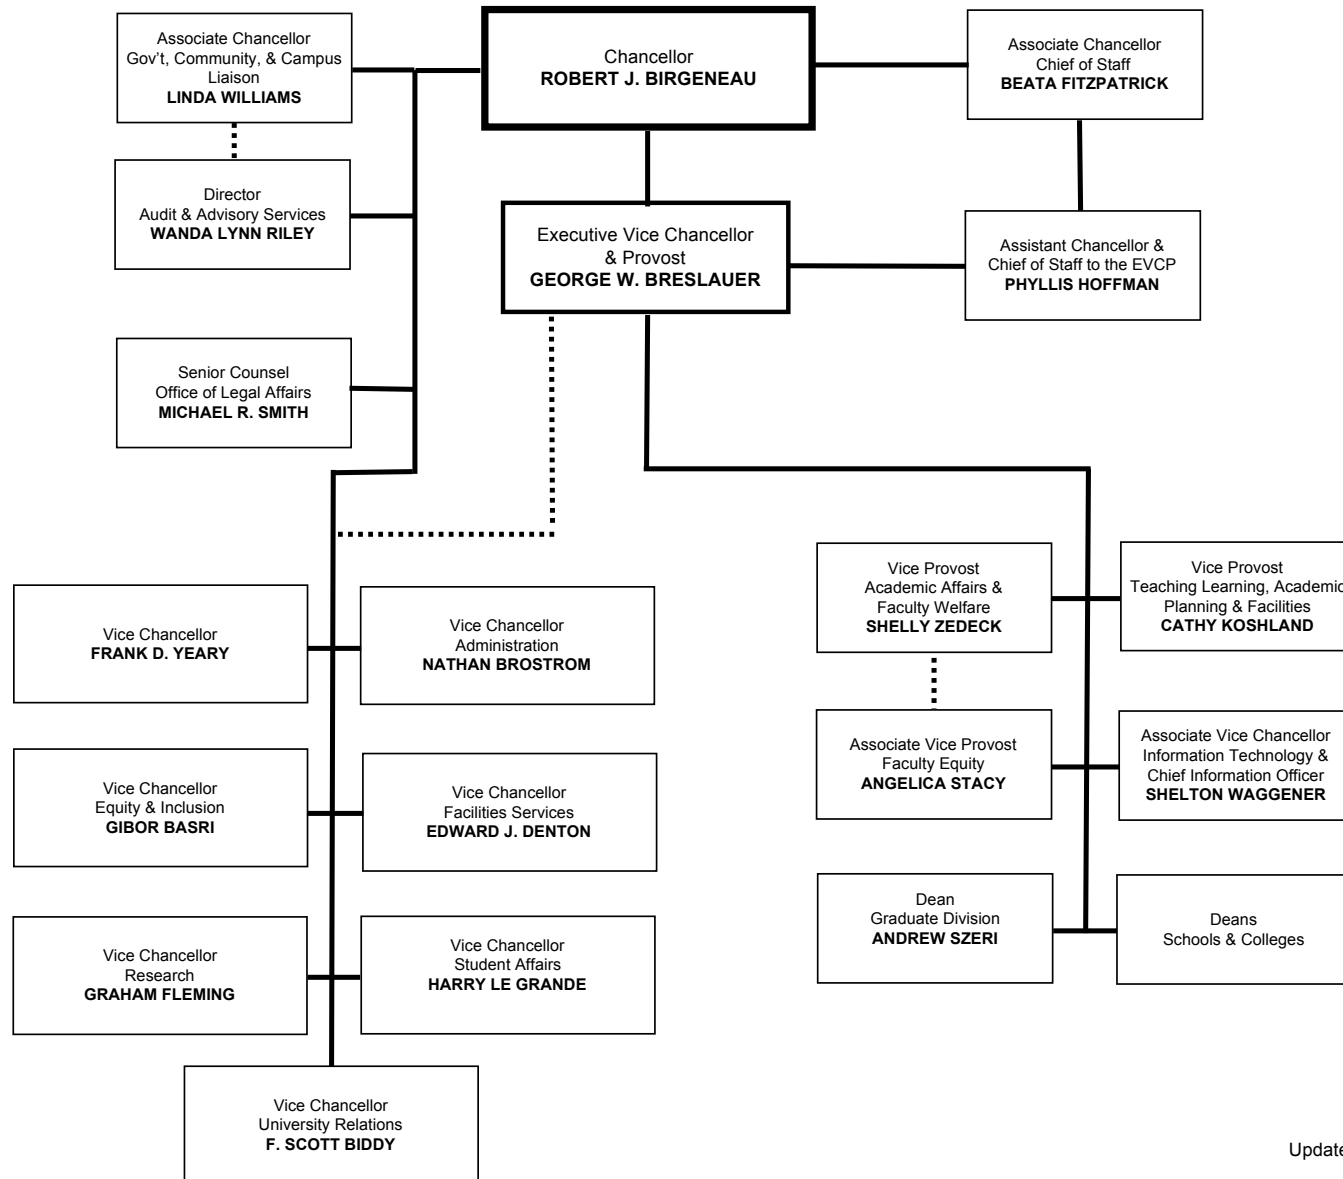 Associate Chancellor
Gov't, Community, & Campus
Liaison
LINDA WILLIAMS
Chancellor
ROBERT J. BIRGENEAU
Associate Chancellor
Chief of Staff
BEATA FITZPATRICK
Director
Audit & Advisory Services
WANDA LYNN RILEY
Executive Vice Chancellor
& Provost
GEORGE W. BRESLAUER
Assistant Chancellor &
Chief of Staff to the EVCP
PHYLLIS HOFFMAN
Senior Counsel
Office of Legal Affairs
MICHAEL R. SMITH
Vice Chancellor
FRANK D. YEARY
Vice Chancellor
Administration
NATHAN BROSTROM
Vice Chancellor
Equity & Inclusion
GIBOR BASRI
Vice Chancellor
Facilities Services
EDWARD J. DENTON
Vice Chancellor
Research
GRAHAM FLEMING
Vice Chancellor
Student Affairs
HARRY LE GRANDE
Vice Chancellor
University Relations
F. SCOTT BIDDY
Vice Provost
Academic Affairs &
Faculty Welfare
SHELLY ZEDECK
Vice Provost
Teaching Learning, Academic
Planning & Facilities
CATHY KOSHLAND
Associate Vice Provost
Faculty Equity
ANGELICA STACY
Associate Vice Chancellor
Information Technology &
Chief Information Officer
SHELTON WAGGENER
Dean
Graduate Division
ANDREW SZERI
Deans
Schools & Colleges
Update